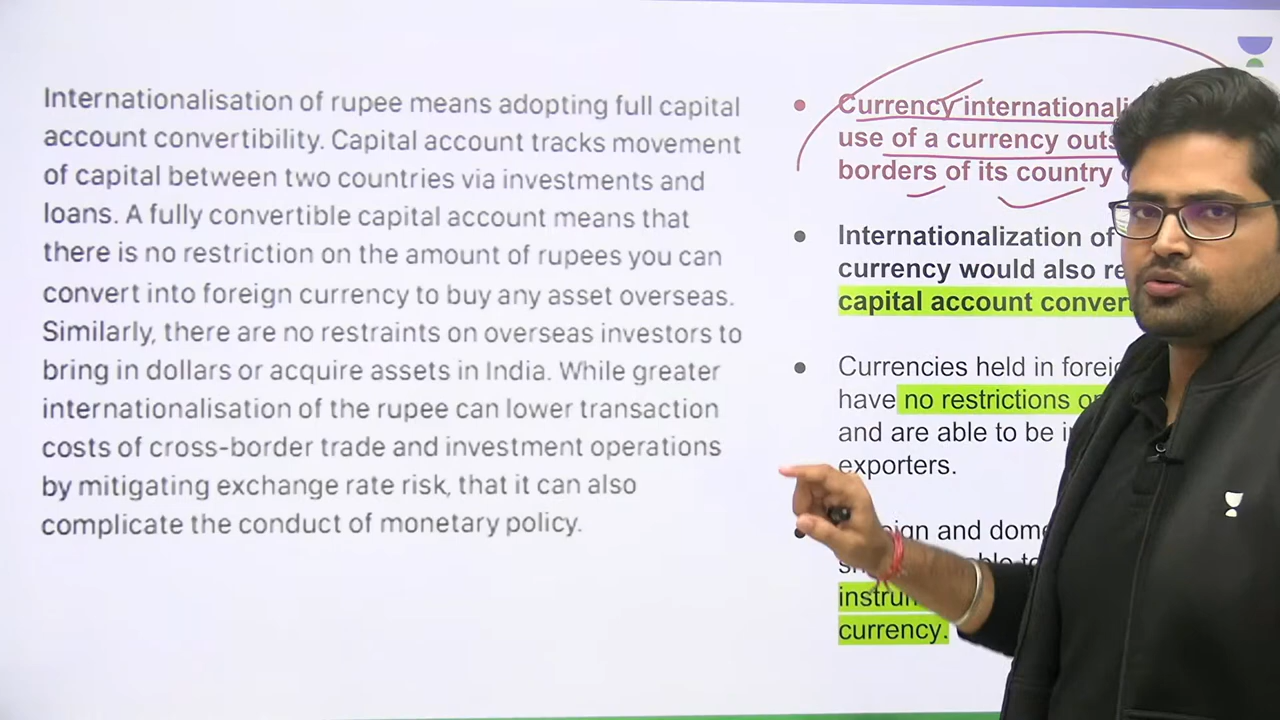 Internationalisation of rupee means adopting full capital
account convertibility. Capital account tracks movement
of capital between two countries via investments and
loans. A fully convertible capital account means that
there is no restriction on the amount of rupees you can
convert into foreign currency to buy any asset overseas.
Similarly, there are no restraints on overseas investors to
bring in dollars or acquire assets in India. While greater
internationalisation of the rupee can lower transaction
costs of cross-border trade and investment operations
by mitigating exchange rate risk, that it can also
complicate the conduct of monetary policy.
Currency
use of a currency
borders of its country
Internationalization of
currency would also
capital account
Currencies held in
have no restrictions
and are able to be
exporters.
and
currency.